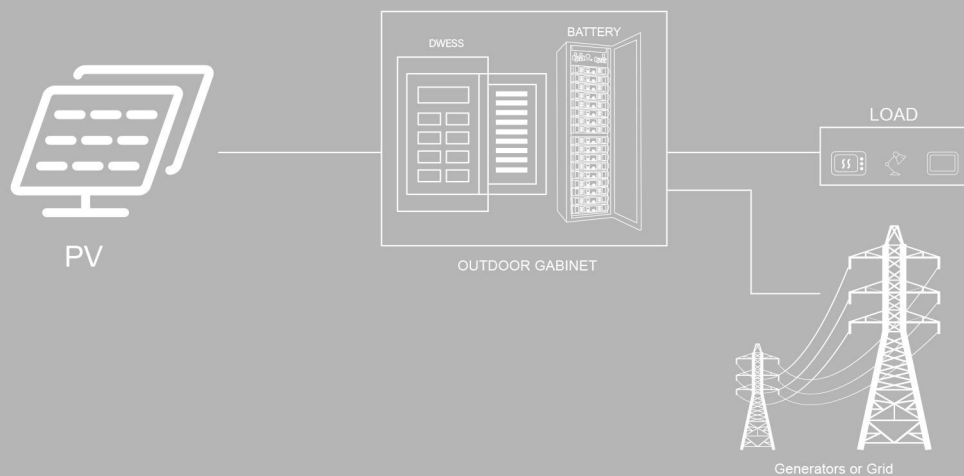 DWESS
BATTERY
LOAD
PV
OUTDOOR GABINET
Generators or Grid